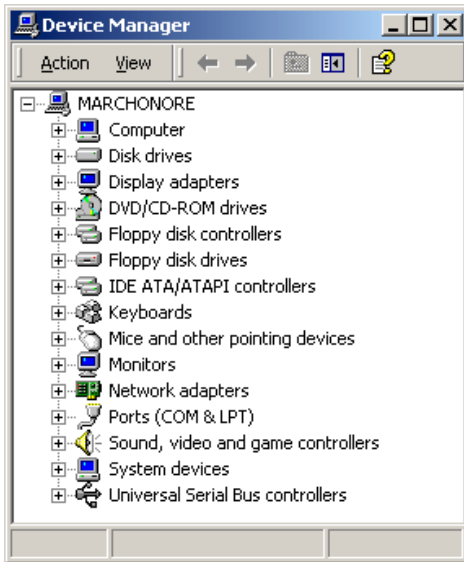 Device Manager
Action View
MARCHONORE
Computer
Disk drives
Display adapters
DVD/CD-ROM drives
Floppy disk controllers
Floppy disk drives
IDE ATA/ATAPI controllers
Keyboards
Mice and other pointing devices
Monitors
Network adapters
Ports (COM & LPT)
Sound, video and game controllers
System devices
Universal Serial Bus controllers